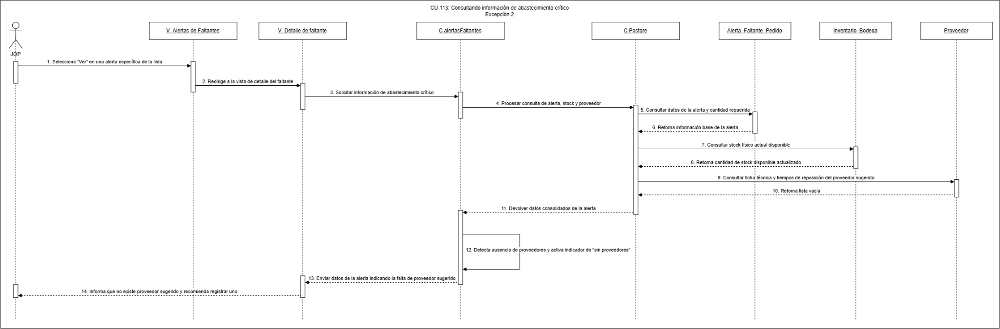 CU-113: Consultando información de abastecimiento crítico
Excepción 2
JOP
V_Alertas de Faltantes
V_Detalle de faltante
C alertasFaltantes
C Postgre
Alerta_Faltante_Pedido
Inventario_Bodega
Proveedor
1. Selecciona "Ver" en una alerta específica de la lista
2. Redirige a la vista de detalle del faltante
3. Solicitar información de abastecimiento crítico
4. Procesar consulta de alerta, stock y proveedor
5. Consultar datos de la alerta y cantidad requerida
6. Retorna información base de la alerta
7. Consultar stock físico actual disponible
8. Retorna cantidad de stock disponible actualizado
9. Consultar ficha técnica y tiempos de reposición del proveedor sugerido
10. Retorna lista vacía
11. Devolver datos consolidados de la alerta
12. Detecta ausencia de proveedores y activa indicador de "sin proveedores"
13. Enviar datos de la alerta indicando la falta de proveedor sugerido
14. Informa que no existe proveedor sugerido y recomienda registrar uno